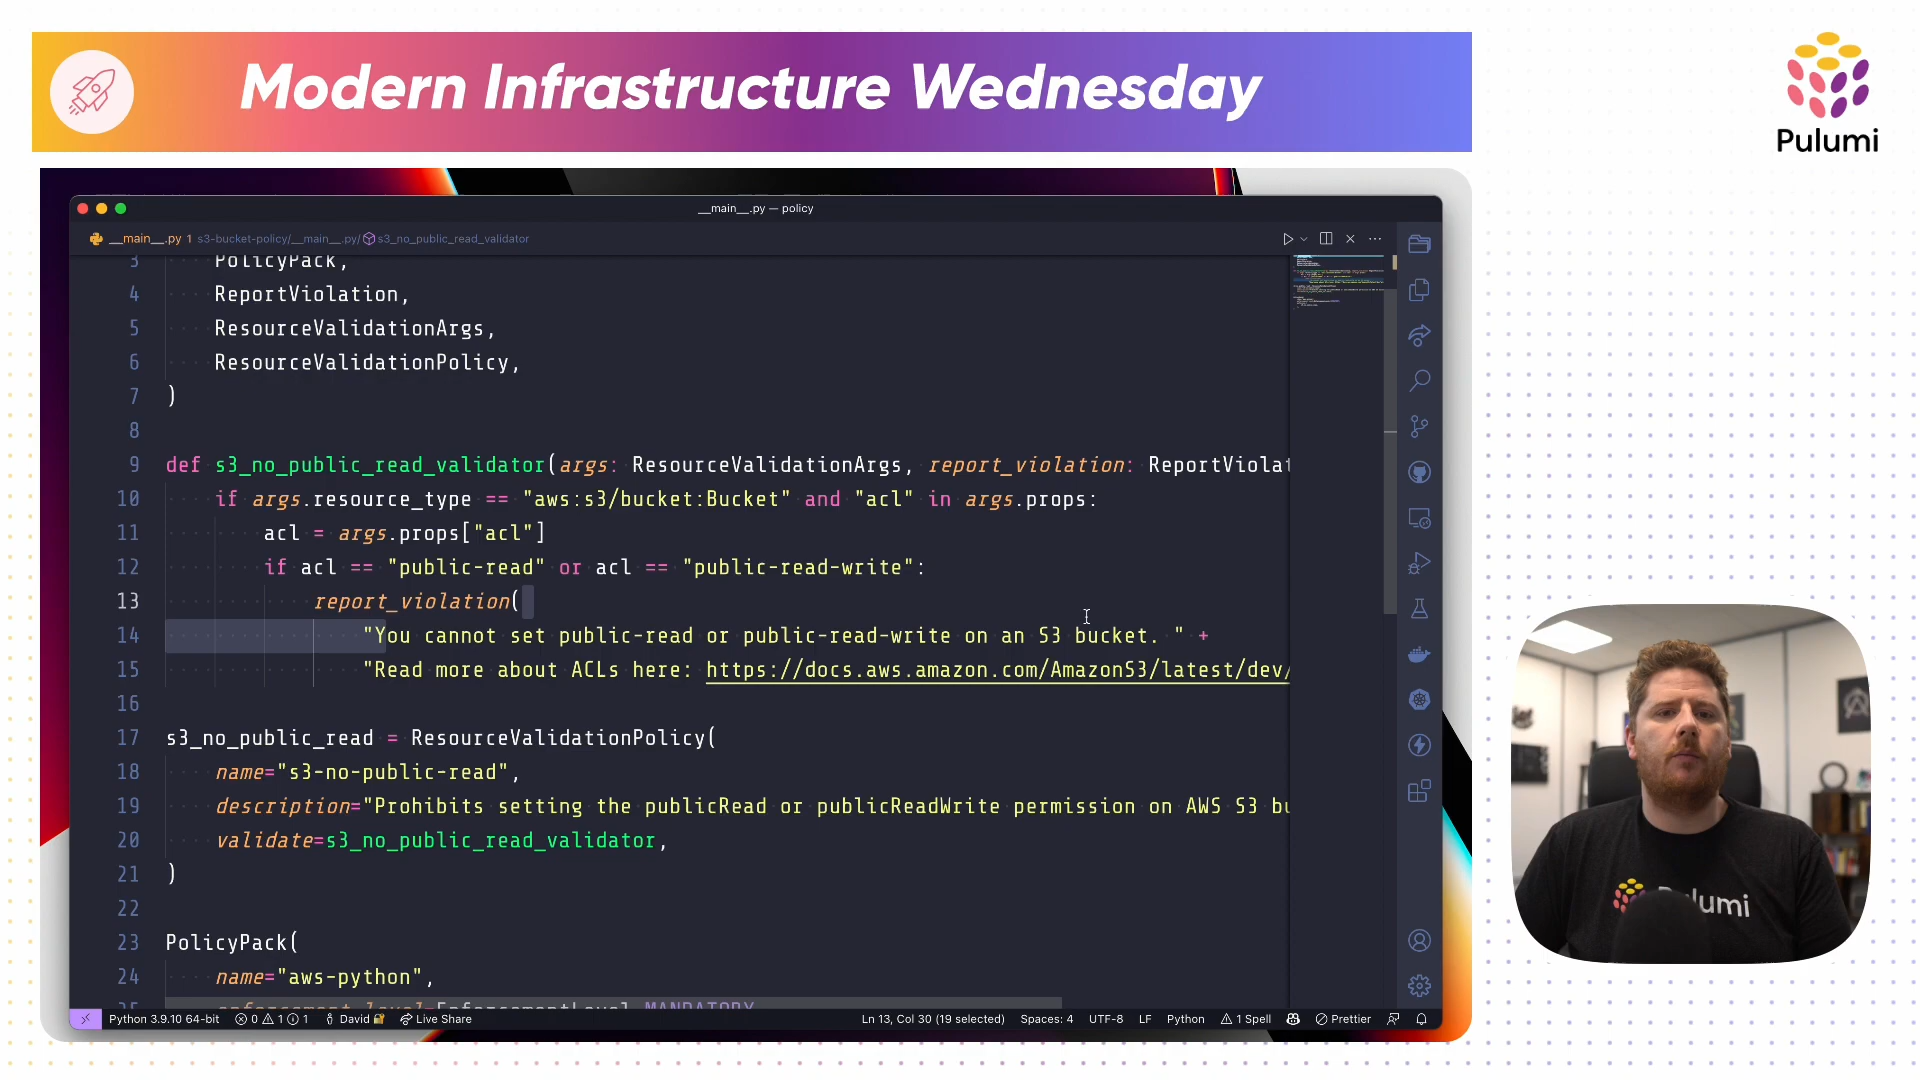 Modern Infrastructure Wednesday
Pulumi
__main__.py — policy
__main__.py 1 s3-bucket-policy/__main__.py/ s3_no_public_read_validator
3 PolicyPack,
4 ReportViolation,
5 ResourceValidationArgs,
6 ResourceValidationPolicy,
7 )
8
9 def s3_no_public_read_validator(args: ResourceValidationArgs, report_violation: ReportViolat
10 if args.resource_type == "aws:s3/bucket:Bucket" and "acl" in args.props:
11 acl = args.props["acl"]
12 if acl == "public-read" or acl == "public-read-write":
13 report_violation(
14 "You cannot set public-read or public-read-write on an S3 bucket. " +
15 "Read more about ACLs here: https://docs.aws.amazon.com/AmazonS3/latest/dev/
16
17 s3_no_public_read = ResourceValidationPolicy(
18 name="s3-no-public-read",
19 description="Prohibits setting the publicRead or publicReadWrite permission on AWS S3 bu
20 validate=s3_no_public_read_validator,
21 )
22
23 PolicyPack(
24 name="aws-python",
25 enforcement_level=EnforcementLevel.MANDATORY
Python 3.9.10 64-bit 0 1 1 David Live Share Ln 13, Col 30 (19 selected) Spaces: 4 UTF-8 LF Python 1 Spell Prettier
Pulumi